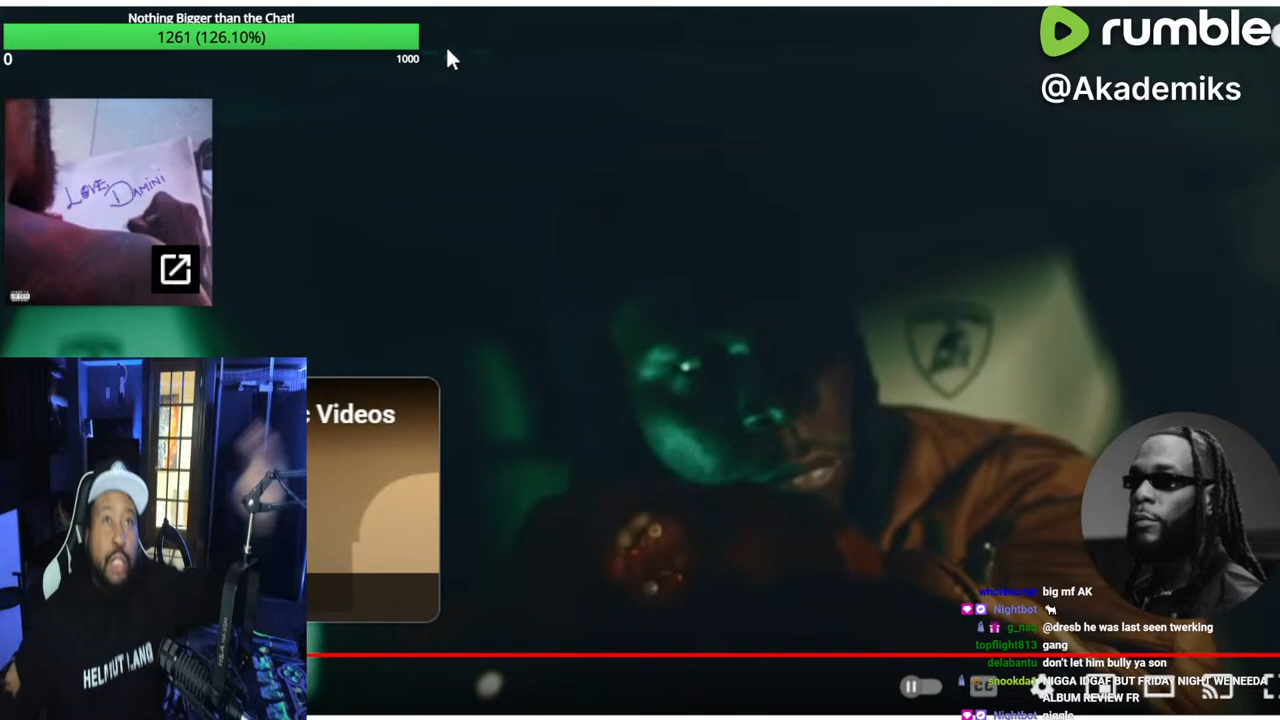 Nothing Bigger than the Chat!
1261 (126.10%)
0
1000
rumble
@Akademiks
LOVE, DAMINI
c Videos
HELMUT LANG
big mf AK
Nightbot
g_naq @dresb he was last seen twerking
topflight813 gang
delabantu don't let him bully ya son
NIGGA IDGAF BUT FRIDAY NIGHT WE NEEDA
ALBUM REVIEW FR
Nightbot